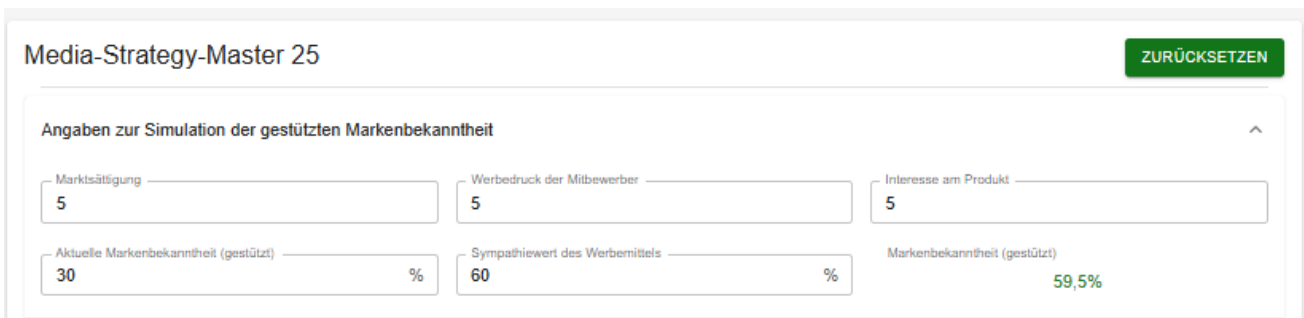 Media-Strategy-Master 25
ZURÜCKSETZEN
Angaben zur Simulation der gestützten Markenbekanntheit
Marktsättigung
5
Werbedruck der Mitbewerber
5
Interesse am Produkt
5
Aktuelle Markenbekanntheit (gestützt)
30 %
Sympathiewert des Werbemittels
60 %
Markenbekanntheit (gestützt)
59,5%